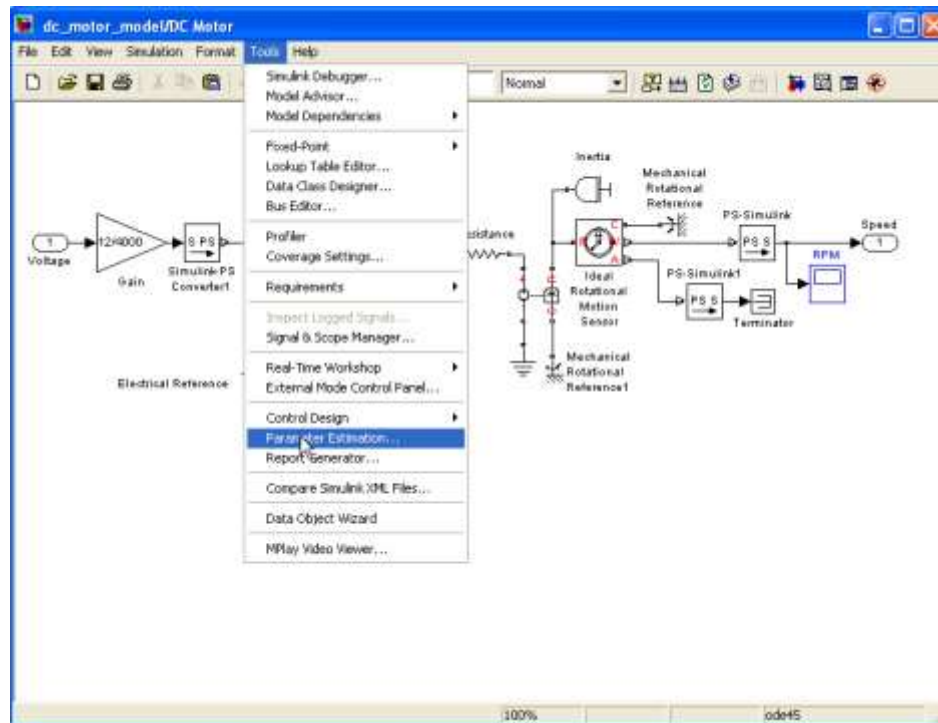 dc_motor_model/DC Motor
File Edit View Simulation Format Tools Help
Normal
Simulink Debugger...
Model Advisor...
Model Dependencies
Fixed-Point
Lookup Table Editor...
Data Class Designer...
Bus Editor...
Profiler
Coverage Settings...
Requirements
Inspect Logged Signals...
Signal & Scope Manager...
Real-Time Workshop
External Mode Control Panel...
Control Design
Parameter Estimation...
Report Generator...
Compare Simulink XML Files...
Data Object Wizard
MPlay Video Viewer...
1
Voltage
12/4000
Gain
S PS
Simulink-PS
Converter1
Electrical Reference
sistance
Inertia
Mechanical
Rotational
Reference
Ideal
Rotational
Motion
Sensor
Mechanical
Rotational
Reference1
PS-Simulink
PS S
PS-Simulink1
PS S
Terminator
RPM
Speed
1
100%
ode45